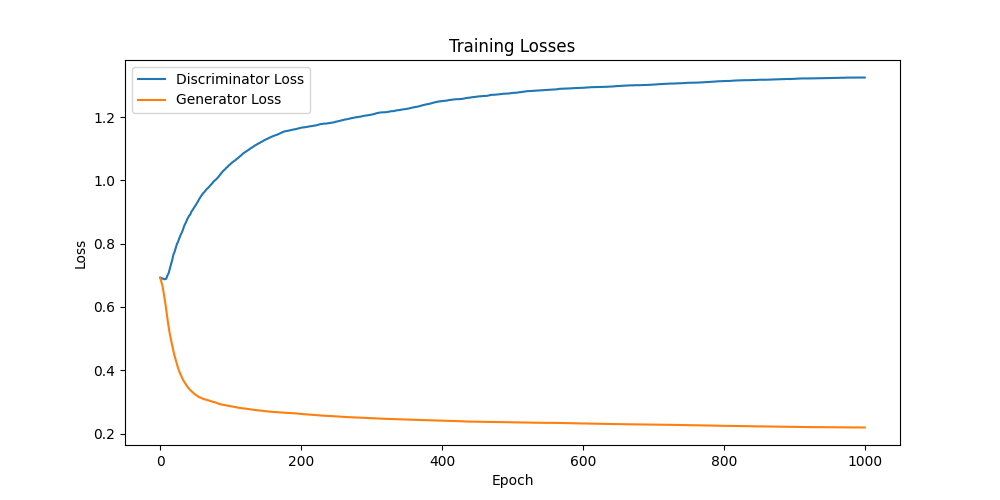 Training Losses
Discriminator Loss
Generator Loss
1.2
1.0
0.8
0.6
0.4
0.2
Loss
0 200 400 600 800 1000
Epoch